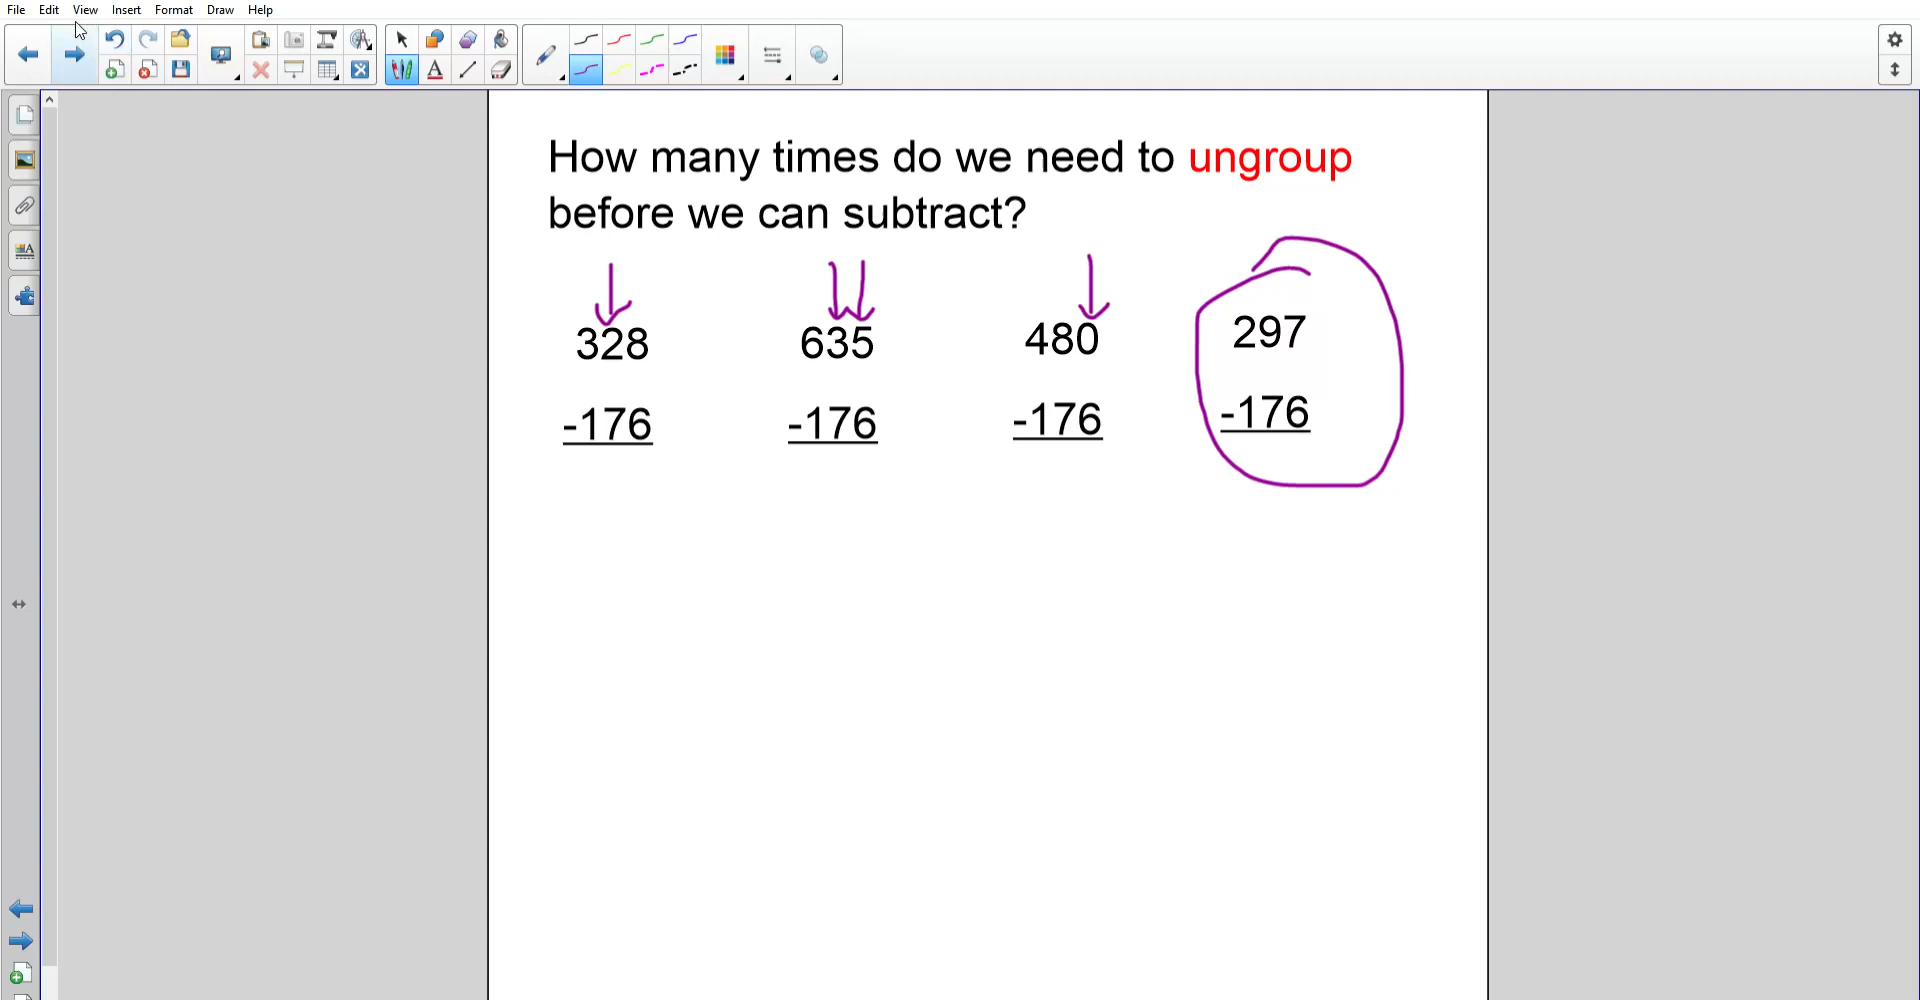 File Edit View Insert Format Draw Help
How many times do we need to ungroup
before we can subtract?
328 635 480 297
-176 -176 -176 -176